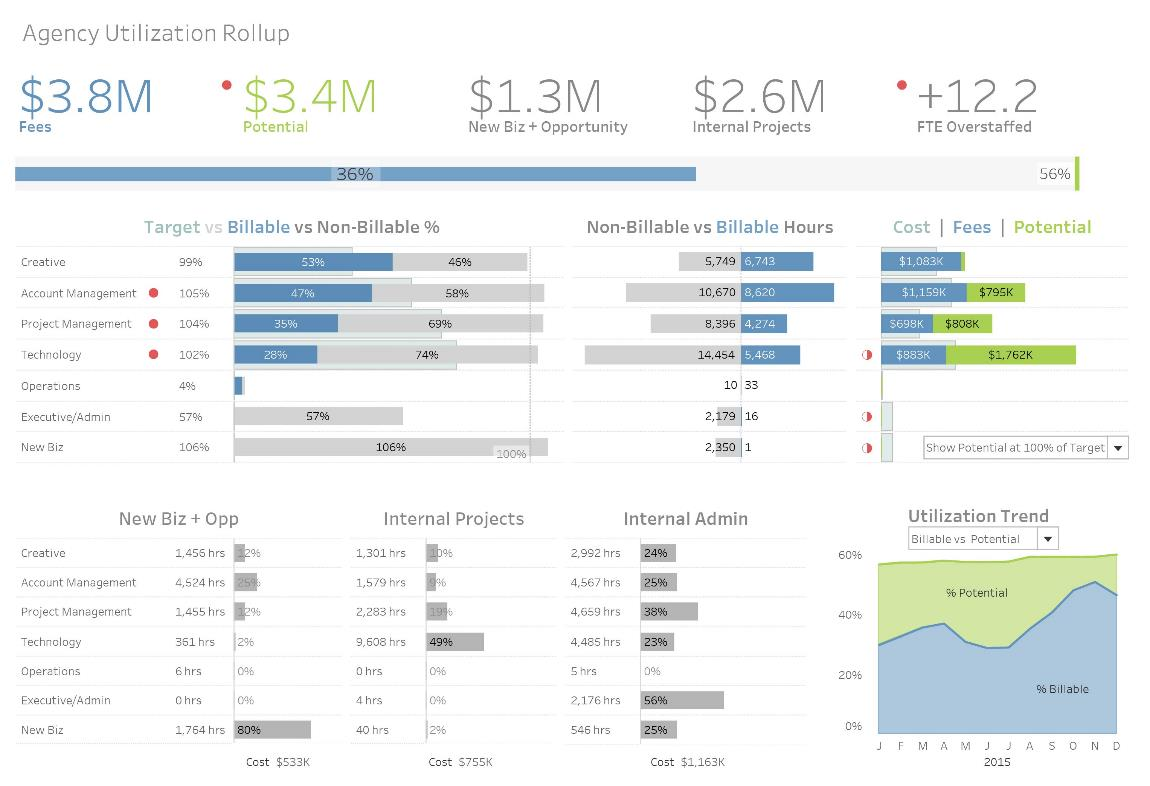 Agency Utilization Rollup
$3.8M $3.4M $1.3M $2.6M +12.2
Fees Potential New Biz + Opportunity Internal Projects FTE Overstaffed
36% 56%
Target vs Billable vs Non-Billable % Non-Billable vs Billable Hours Cost | Fees | Potential
Creative 99% 53% 46% 5,749 6,743 $1,083K
Account Management 105% 47% 58% 10,670 8,620 $1,159K $795K
Project Management 104% 35% 69% 8,396 4,274 $698K $808K
Technology 102% 28% 74% 14,454 5,468 $883K $1,762K
Operations 4% 10 33
Executive/Admin 57% 57% 2,179 16
New Biz 106% 106% 100% 2,350 1 Show Potential at 100% of Target
New Biz + Opp Internal Projects Internal Admin
Creative 1,456 hrs 12% 1,301 hrs 10% 2,992 hrs 24%
Account Management 4,524 hrs 25% 1,579 hrs 9% 4,567 hrs 25%
Project Management 1,455 hrs 12% 2,283 hrs 19% 4,659 hrs 38%
Technology 361 hrs 2% 9,608 hrs 49% 4,485 hrs 23%
Operations 6 hrs 0% 0 hrs 0% 5 hrs 0%
Executive/Admin 0 hrs 0% 4 hrs 0% 2,176 hrs 56%
New Biz 1,764 hrs 80% 40 hrs 2% 546 hrs 25%
Cost $533K Cost $755K Cost $1,163K
Utilization Trend
Billable vs Potential
60%
% Potential
40%
20%
% Billable
0%
J F M A M J J A S O N D
2015